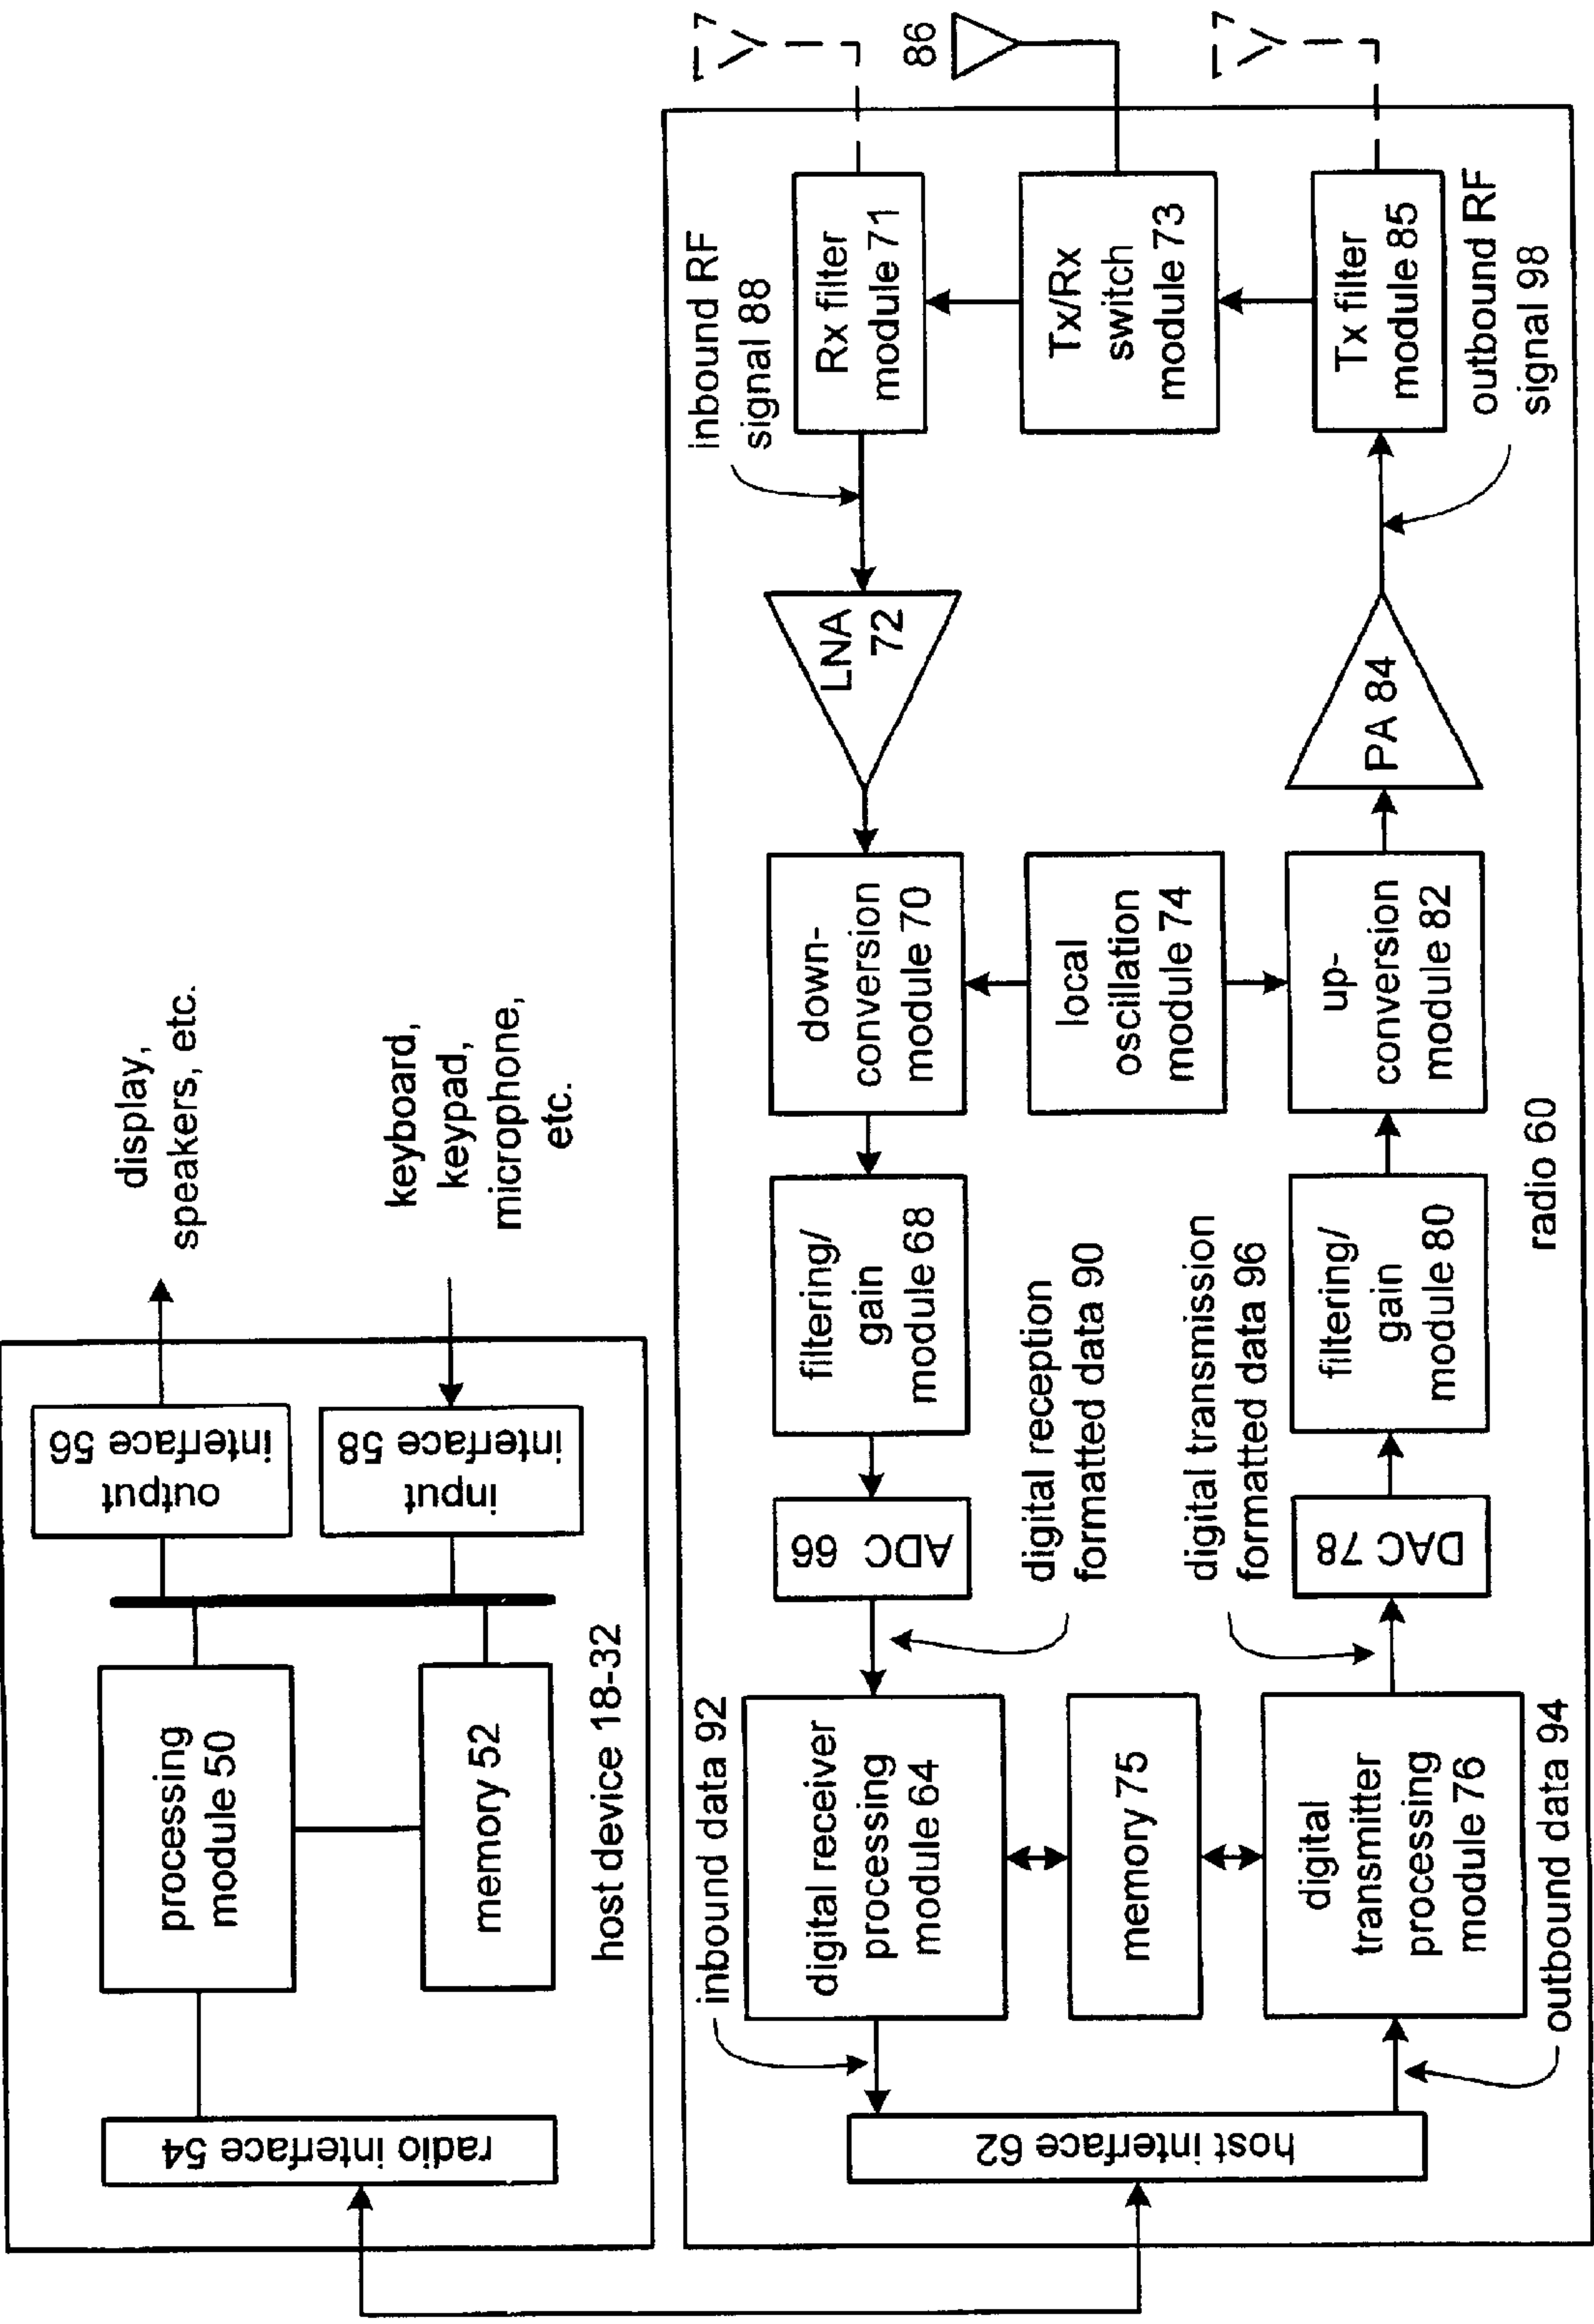 radio interface 54
processing
module 50
memory 52
output
interface 56
input
interface 58
display,
speakers, etc.
keyboard,
keypad,
microphone,
etc.
host device 18-32
host interface 62
inbound data 92
digital receiver
processing
module 64
memory 75
digital
transmitter
processing
module 76
outbound data 94
ADC 66
digital reception
formatted data 90
digital transmission
formatted data 96
DAC 78
filtering/
gain
module 68
filtering/
gain
module 80
down-
conversion
module 70
local
oscillation
module 74
up-
conversion
module 82
radio 60
LNA
72
PA 84
inbound RF
signal 88
Rx filter
module 71
Tx/Rx
switch
module 73
Tx filter
module 85
outbound RF
signal 98
86